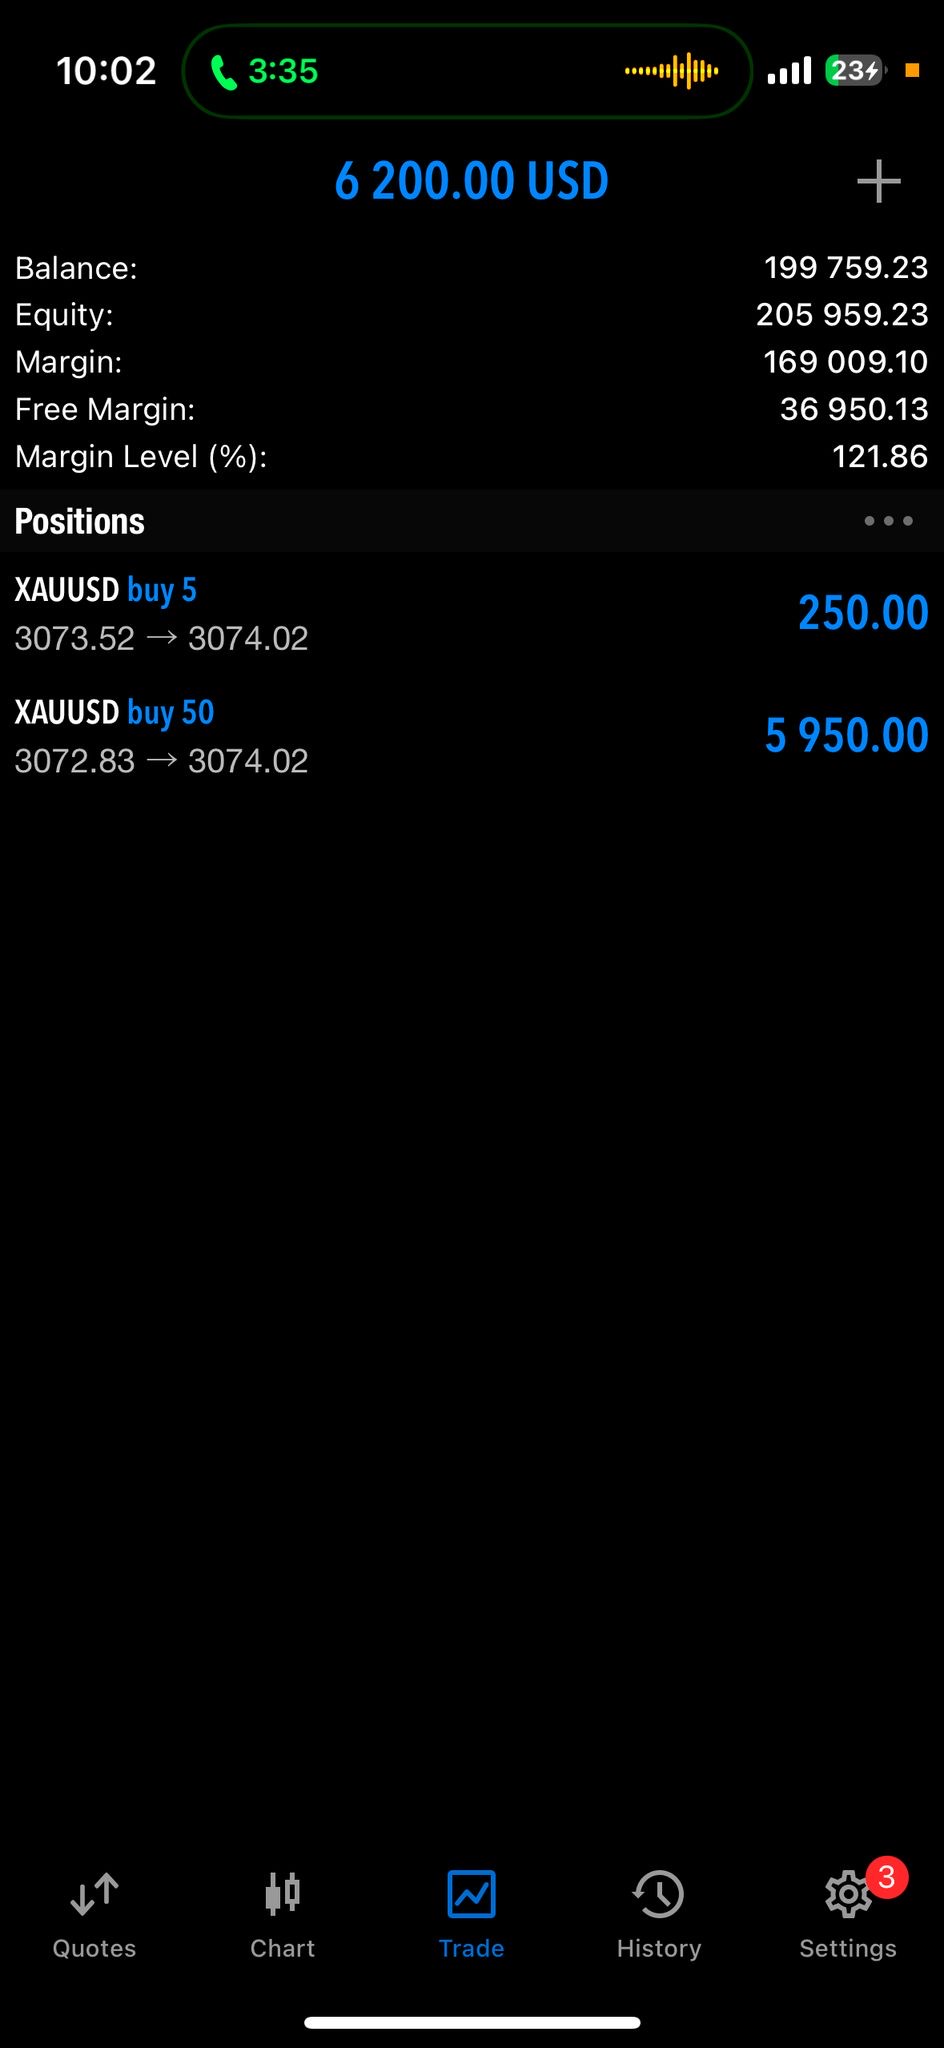 10:02 3:35 23
6 200.00 USD
Balance: 199 759.23
Equity: 205 959.23
Margin: 169 009.10
Free Margin: 36 950.13
Margin Level (%): 121.86
Positions
XAUUSD buy 5
250.00
3073.52 → 3074.02
XAUUSD buy 50
5 950.00
3072.83 → 3074.02
3
Quotes Chart Trade History Settings